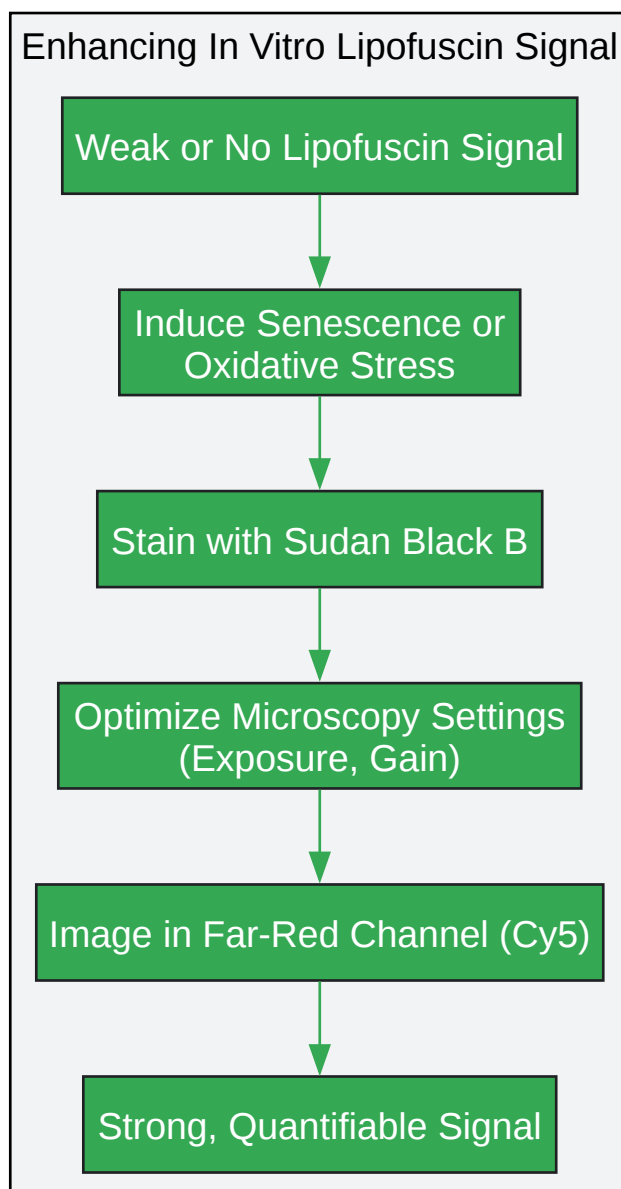 Enhancing In Vitro Lipofuscin Signal
Weak or No Lipofuscin Signal
Induce Senescence or
Oxidative Stress
Stain with Sudan Black B
Optimize Microscopy Settings
(Exposure, Gain)
Image in Far-Red Channel (Cy5)
Strong, Quantifiable Signal